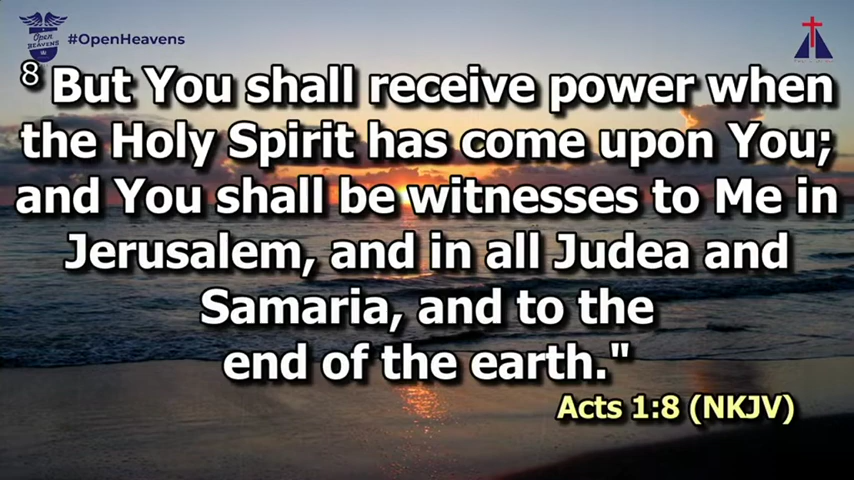 Open
HEAVENS
#OpenHeavens
8 But You shall receive power when
the Holy Spirit has come upon You;
and You shall be witnesses to Me in
Jerusalem, and in all Judea and
Samaria, and to the
end of the earth."
Acts 1:8 (NKJV)